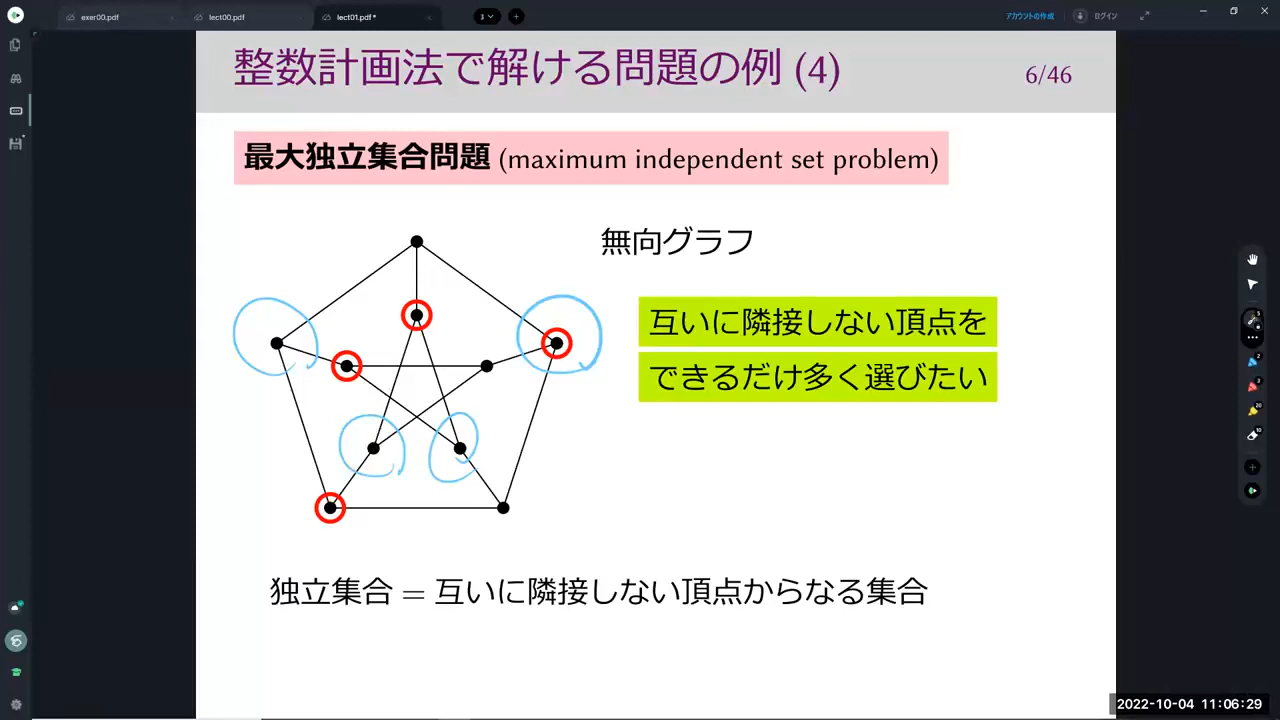 exer00.pdf
lect00.pdf
lect01.pdf *
アカウントの作成
ログイン
整数計画法で解ける問題の例 (4)
6/46
最大独立集合問題 (maximum independent set problem)
無向グラフ
互いに隣接しない頂点を
できるだけ多く選びたい
独立集合 = 互いに隣接しない頂点からなる集合
2022-10-04 11:06:29